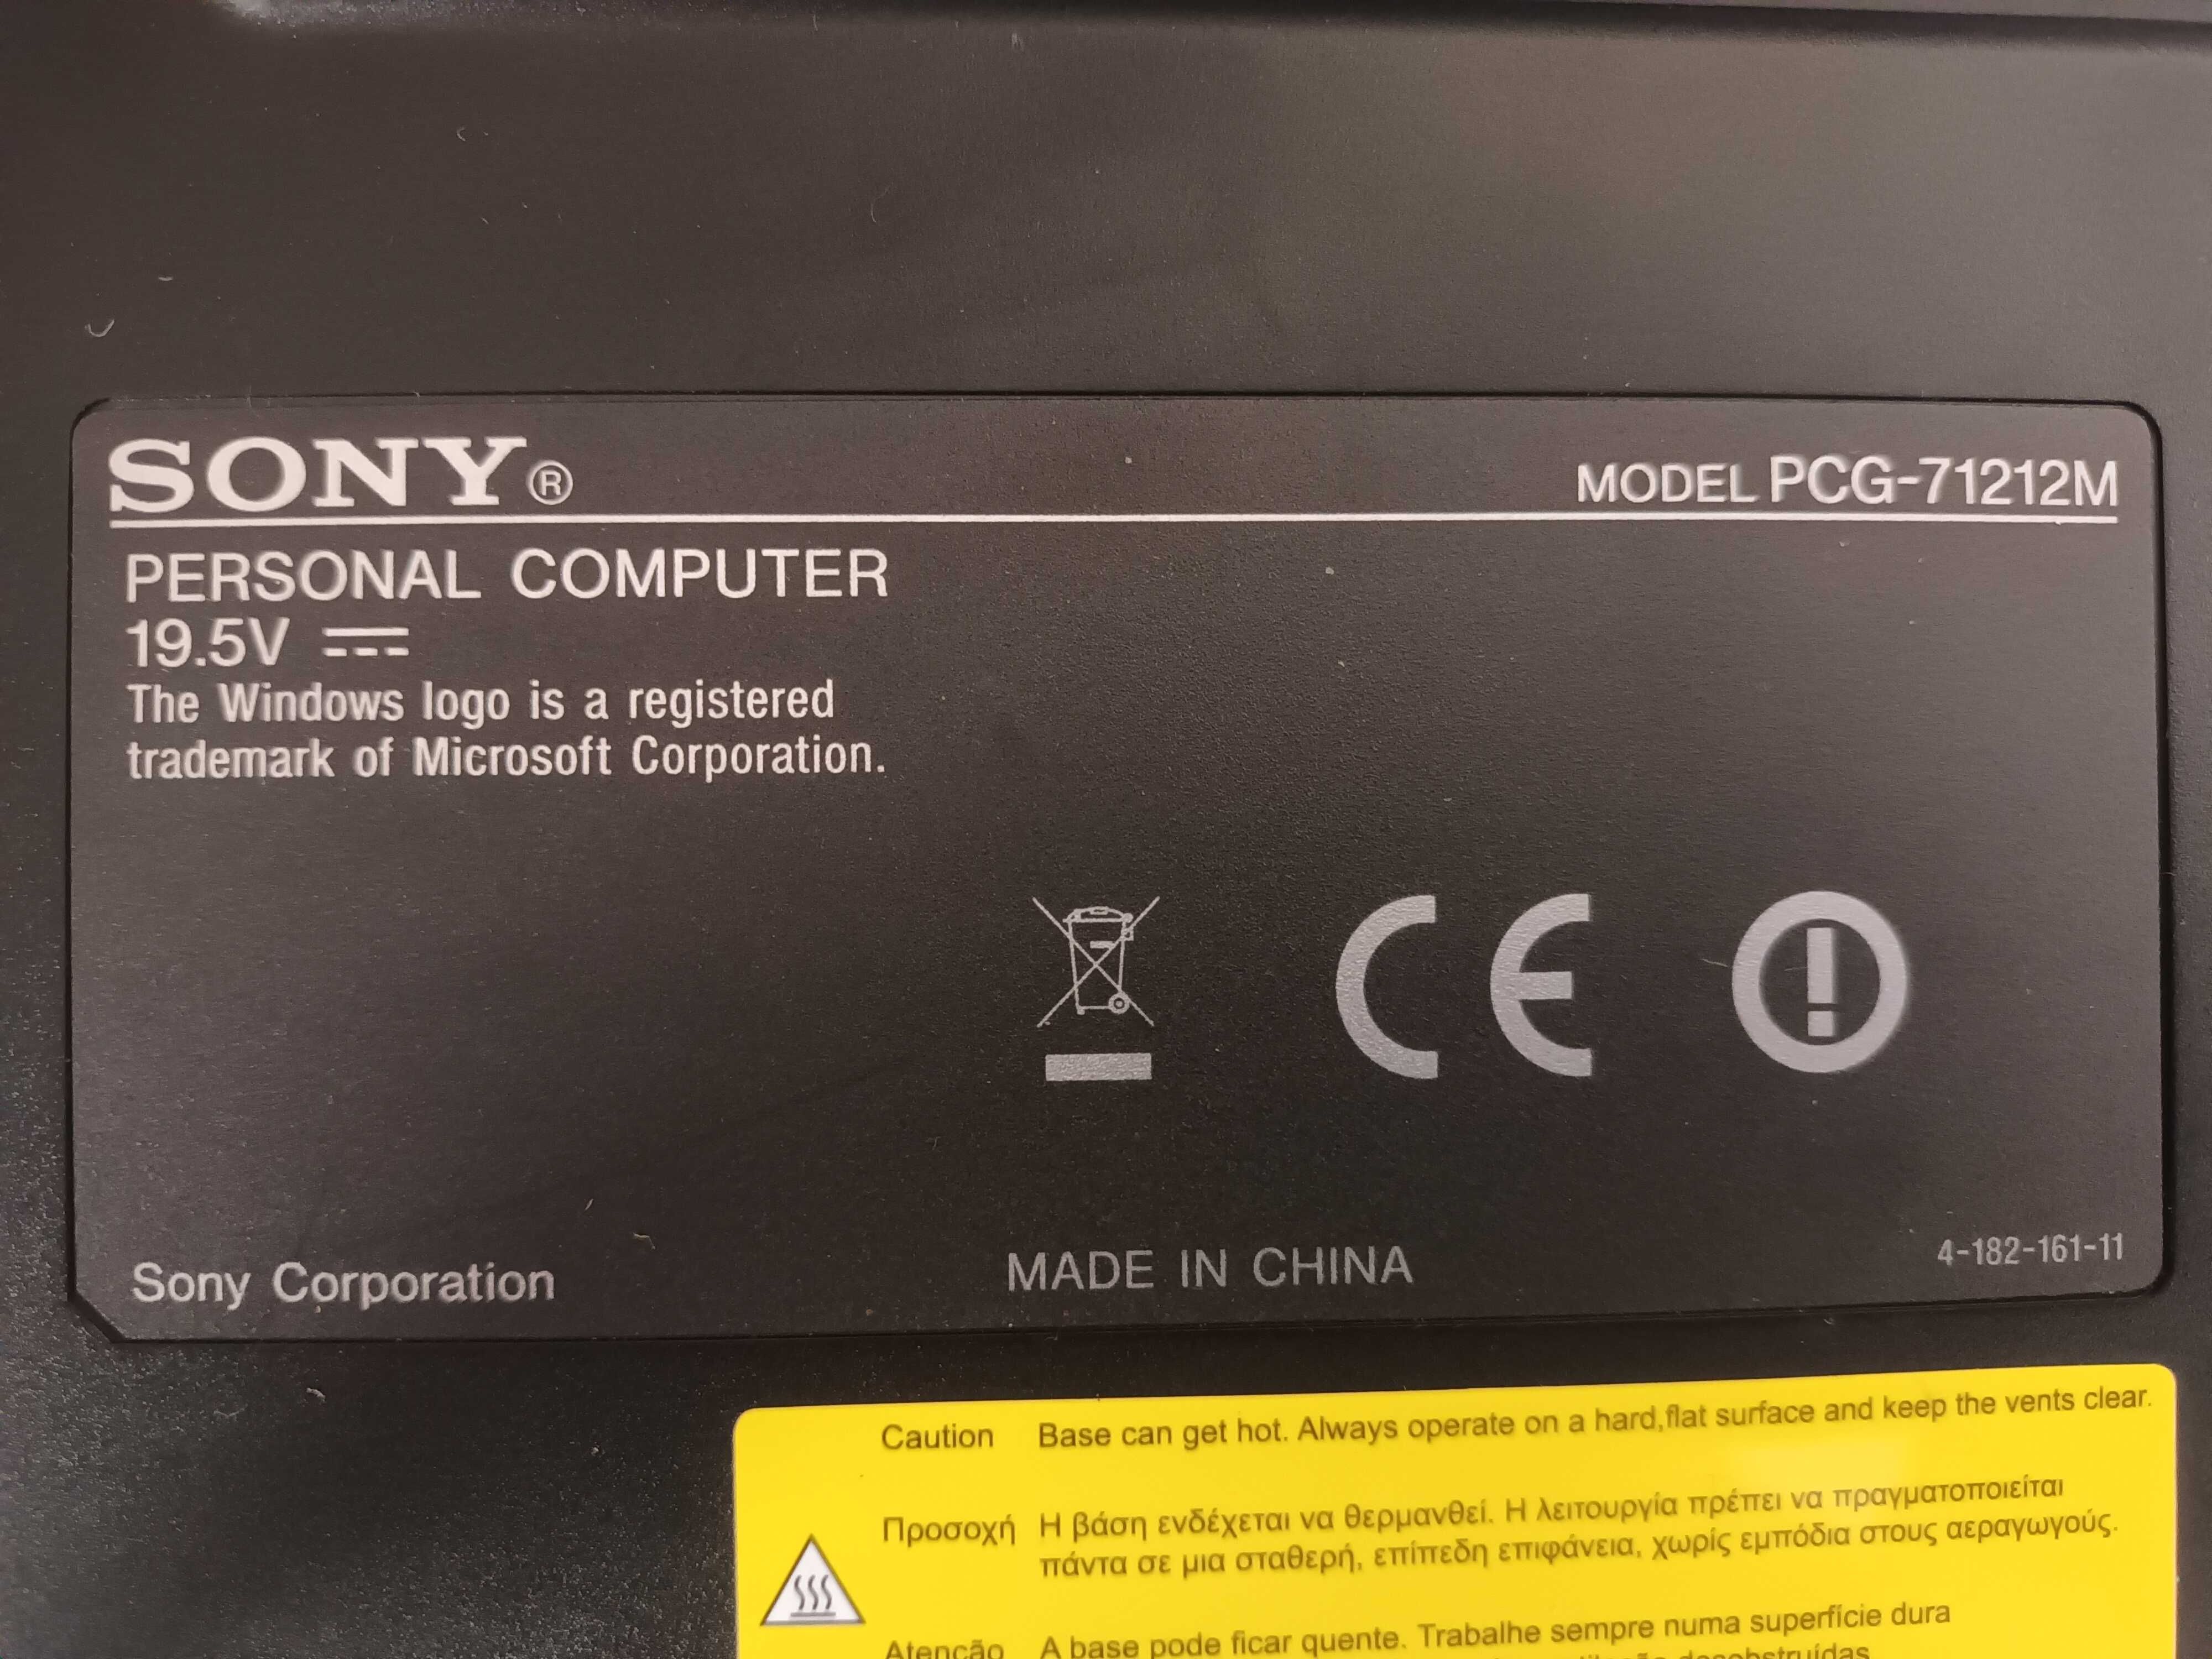 SONY®
MODEL PCG-71212M
PERSONAL COMPUTER
19.5V
The Windows logo is a registered
trademark of Microsoft Corporation.
CE
Sony Corporation
MADE IN CHINA
4-182-161-11
Caution Base can get hot. Always operate on a hard,flat surface and keep the vents clear.
Προσοχή Η βάση ενδέχεται να θερμανθεί. Η λειτουργία πρέπει να πραγματοποιείται
πάντα σε μια σταθερή, επίπεδη επιφάνεια, χωρίς εμπόδια στους αεραγωγούς.
Atenção A base pode ficar quente. Trabalhe sempre numa superfície dura